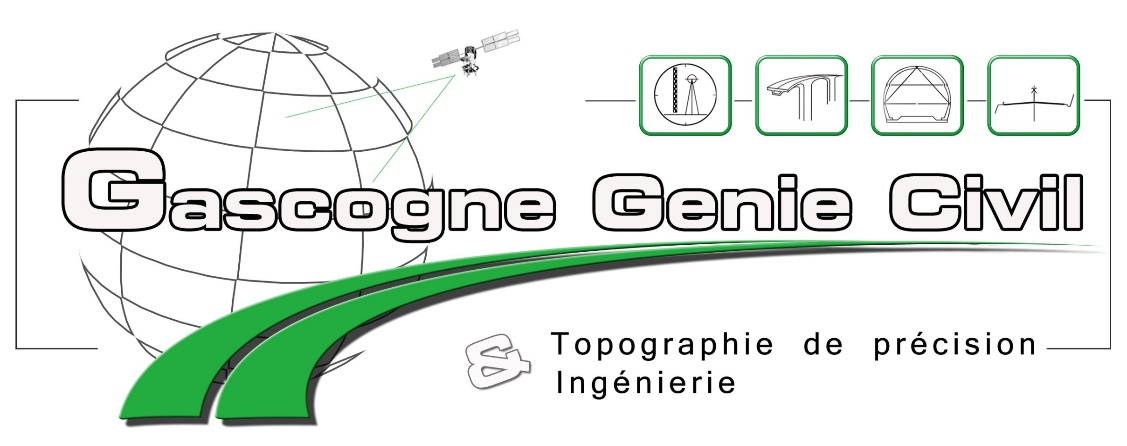 Gascogne Genie Civil
& Topographie de précision
Ingénierie